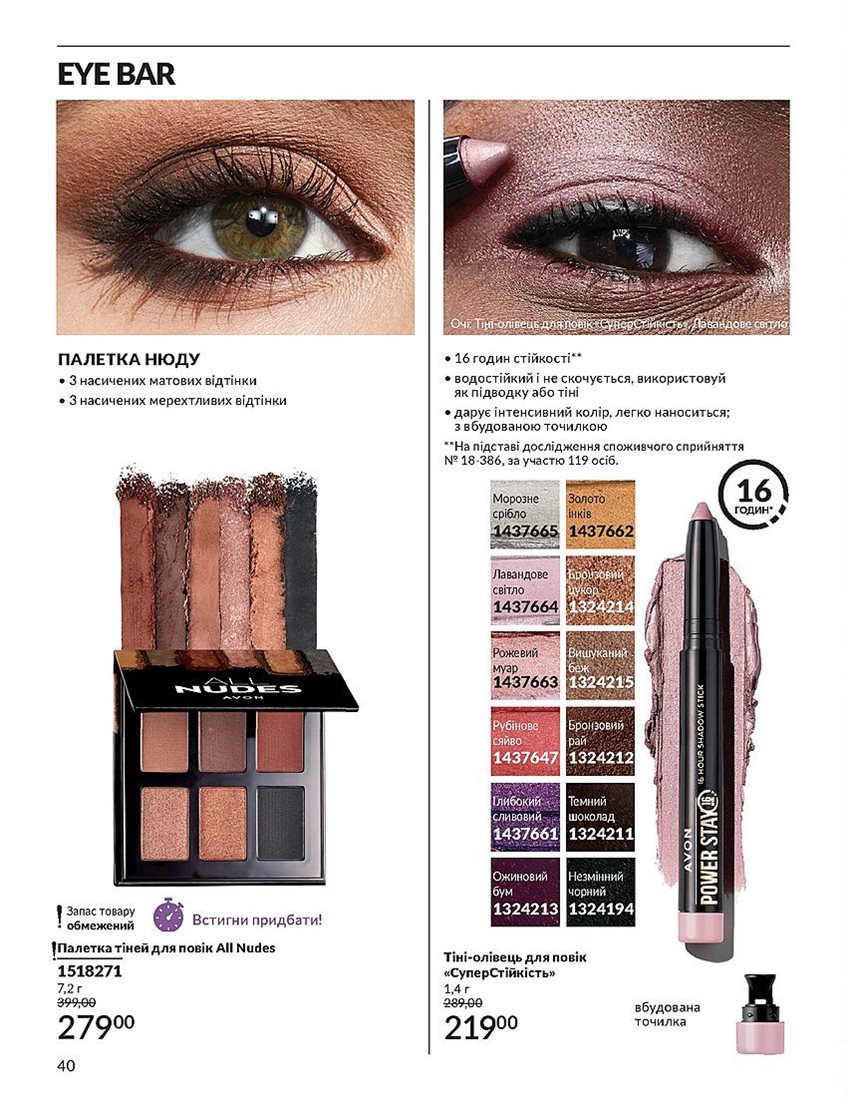 EYE BAR
Очі: Тіні-олівець для повік «СуперСтійкість», Лавандове світло
ПАЛЕТКА НЮДУ
• 3 насичених матових відтінки
• 3 насичених мерехтливих відтінки
• 16 годин стійкості**
• водостійкий і не скочується, використовуй
як підводку або тіні
• дарує інтенсивний колір, легко наноситься;
з вбудованою точилкою
**На підставі дослідження споживчого сприйняття
№ 18-386, за участю 119 осіб.
16
ГОДИН*
Морозне
срібло
1437665
Золото
інків
1437662
Лавандове
світло
1437664
Бронзовий
цукор
1324214
Рожевий
муар
1437663
Вишуканий
беж
1324215
Рубінове
сяйво
1437647
Бронзовий
рай
1324212
Глибокий
сливовий
1437661
Темний
шоколад
1324211
Ожиновий
бум
1324213
Незмінний
чорний
1324194
AVON
POWER STAY 16
16 HOUR SHADOW STICK
ALL
NUDES
AVON
! Запас товару
обмежений
Встигни придбати!
!Палетка тіней для повік All Nudes
1518271
7,2 г
399,00
27900
Тіні-олівець для повік
«СуперСтійкість»
1,4 г
289,00
21900
вбудована
точилка
40